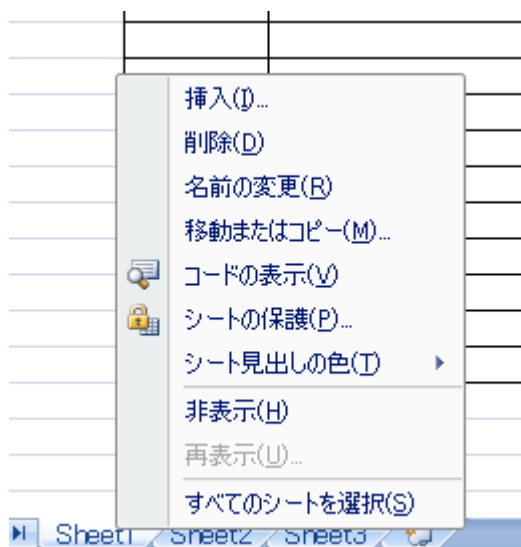 挿入(I)...
削除(D)
名前の変更(R)
移動またはコピー(M)...
コードの表示(V)
シートの保護(P)...
シート見出しの色(T)
非表示(H)
再表示(U)...
すべてのシートを選択(S)
Sheet1 Sheet2 Sheet3